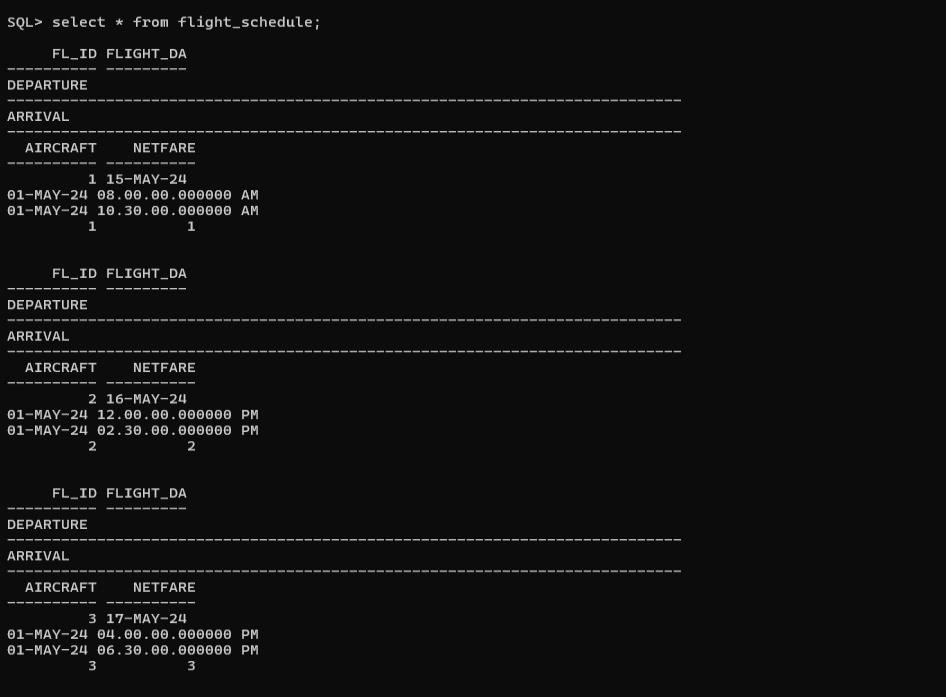 SQL> select * from flight_schedule;
     FL_ID FLIGHT_DA
---------- ---------
DEPARTURE
---------------------------------------------------------------------------
ARRIVAL
---------------------------------------------------------------------------
  AIRCRAFT    NETFARE
---------- ----------
         1 15-MAY-24
01-MAY-24 08.00.00.000000 AM
01-MAY-24 10.30.00.000000 AM
         1          1
     FL_ID FLIGHT_DA
---------- ---------
DEPARTURE
---------------------------------------------------------------------------
ARRIVAL
---------------------------------------------------------------------------
  AIRCRAFT    NETFARE
---------- ----------
         2 16-MAY-24
01-MAY-24 12.00.00.000000 PM
01-MAY-24 02.30.00.000000 PM
         2          2
     FL_ID FLIGHT_DA
---------- ---------
DEPARTURE
---------------------------------------------------------------------------
ARRIVAL
---------------------------------------------------------------------------
  AIRCRAFT    NETFARE
---------- ----------
         3 17-MAY-24
01-MAY-24 04.00.00.000000 PM
01-MAY-24 06.30.00.000000 PM
         3          3